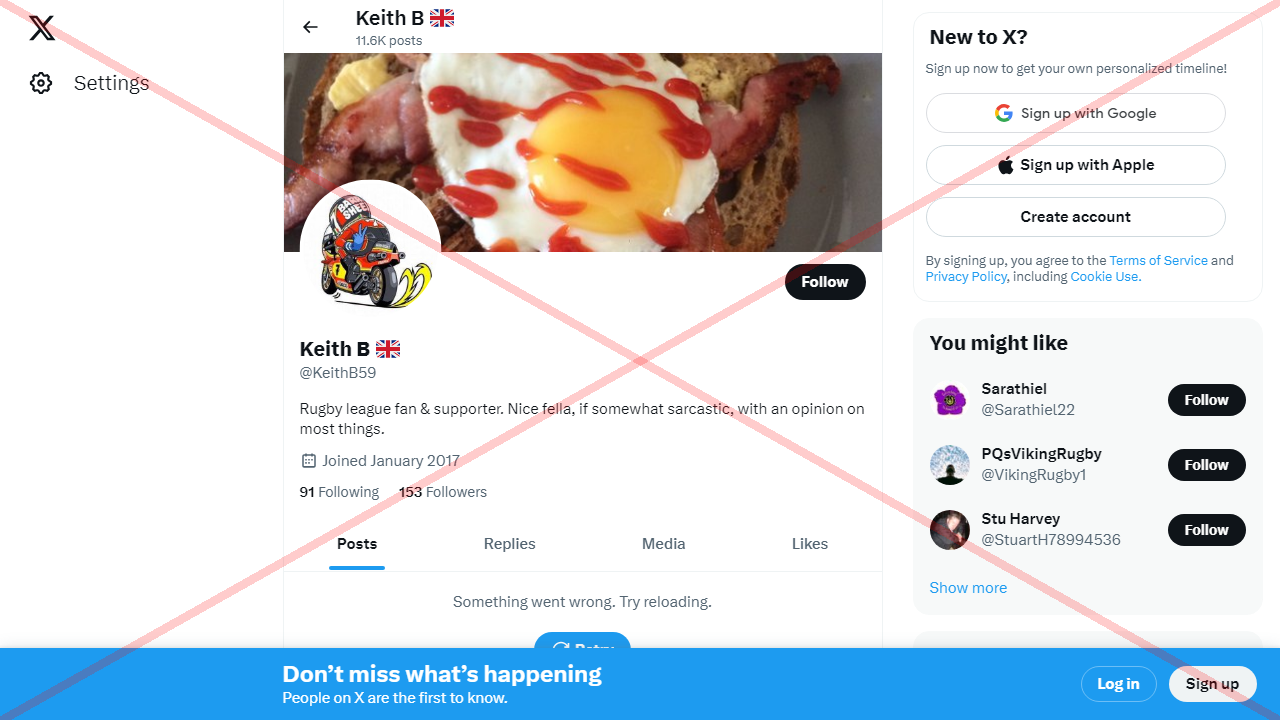 Settings
Keith B
11.6K posts
BARRY
SHEE
7
Follow
Keith B
@KeithB59
Rugby league fan & supporter. Nice fella, if somewhat sarcastic, with an opinion on
most things.
Joined January 2017
91 Following 153 Followers
Posts Replies Media Likes
Something went wrong. Try reloading.
Retry
New to X?
Sign up now to get your own personalized timeline!
Sign up with Google
Sign up with Apple
Create account
By signing up, you agree to the Terms of Service and
Privacy Policy, including Cookie Use.
You might like
Sarathiel
@Sarathiel22
Follow
PQsVikingRugby
@VikingRugby1
Follow
Stu Harvey
@StuartH78994536
Follow
Show more
Don’t miss what’s happening
People on X are the first to know.
Log in
Sign up